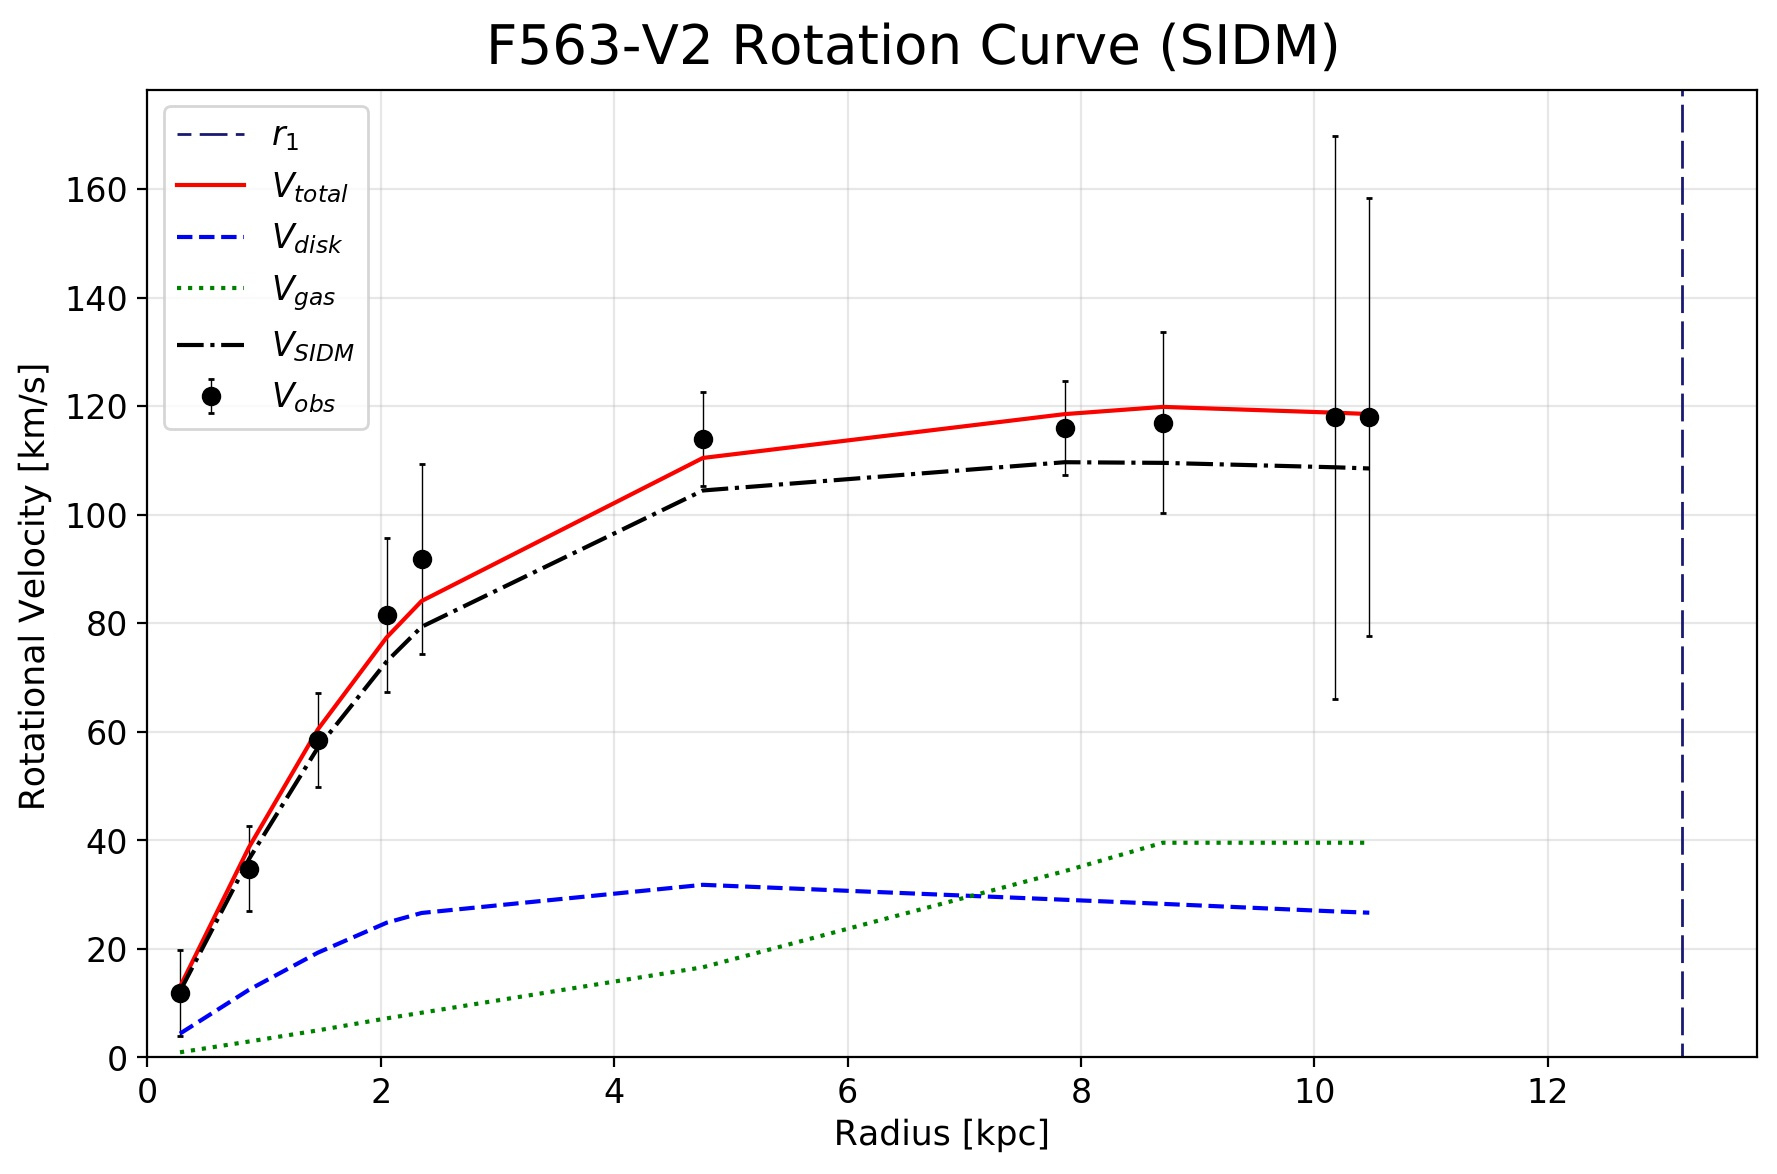 F563-V2 Rotation Curve (SIDM)
r₁
V_total
V_disk
V_gas
V_SIDM
V_obs
Rotational Velocity [km/s]
160
140
120
100
80
60
40
20
0
0 2 4 6 8 10 12
Radius [kpc]